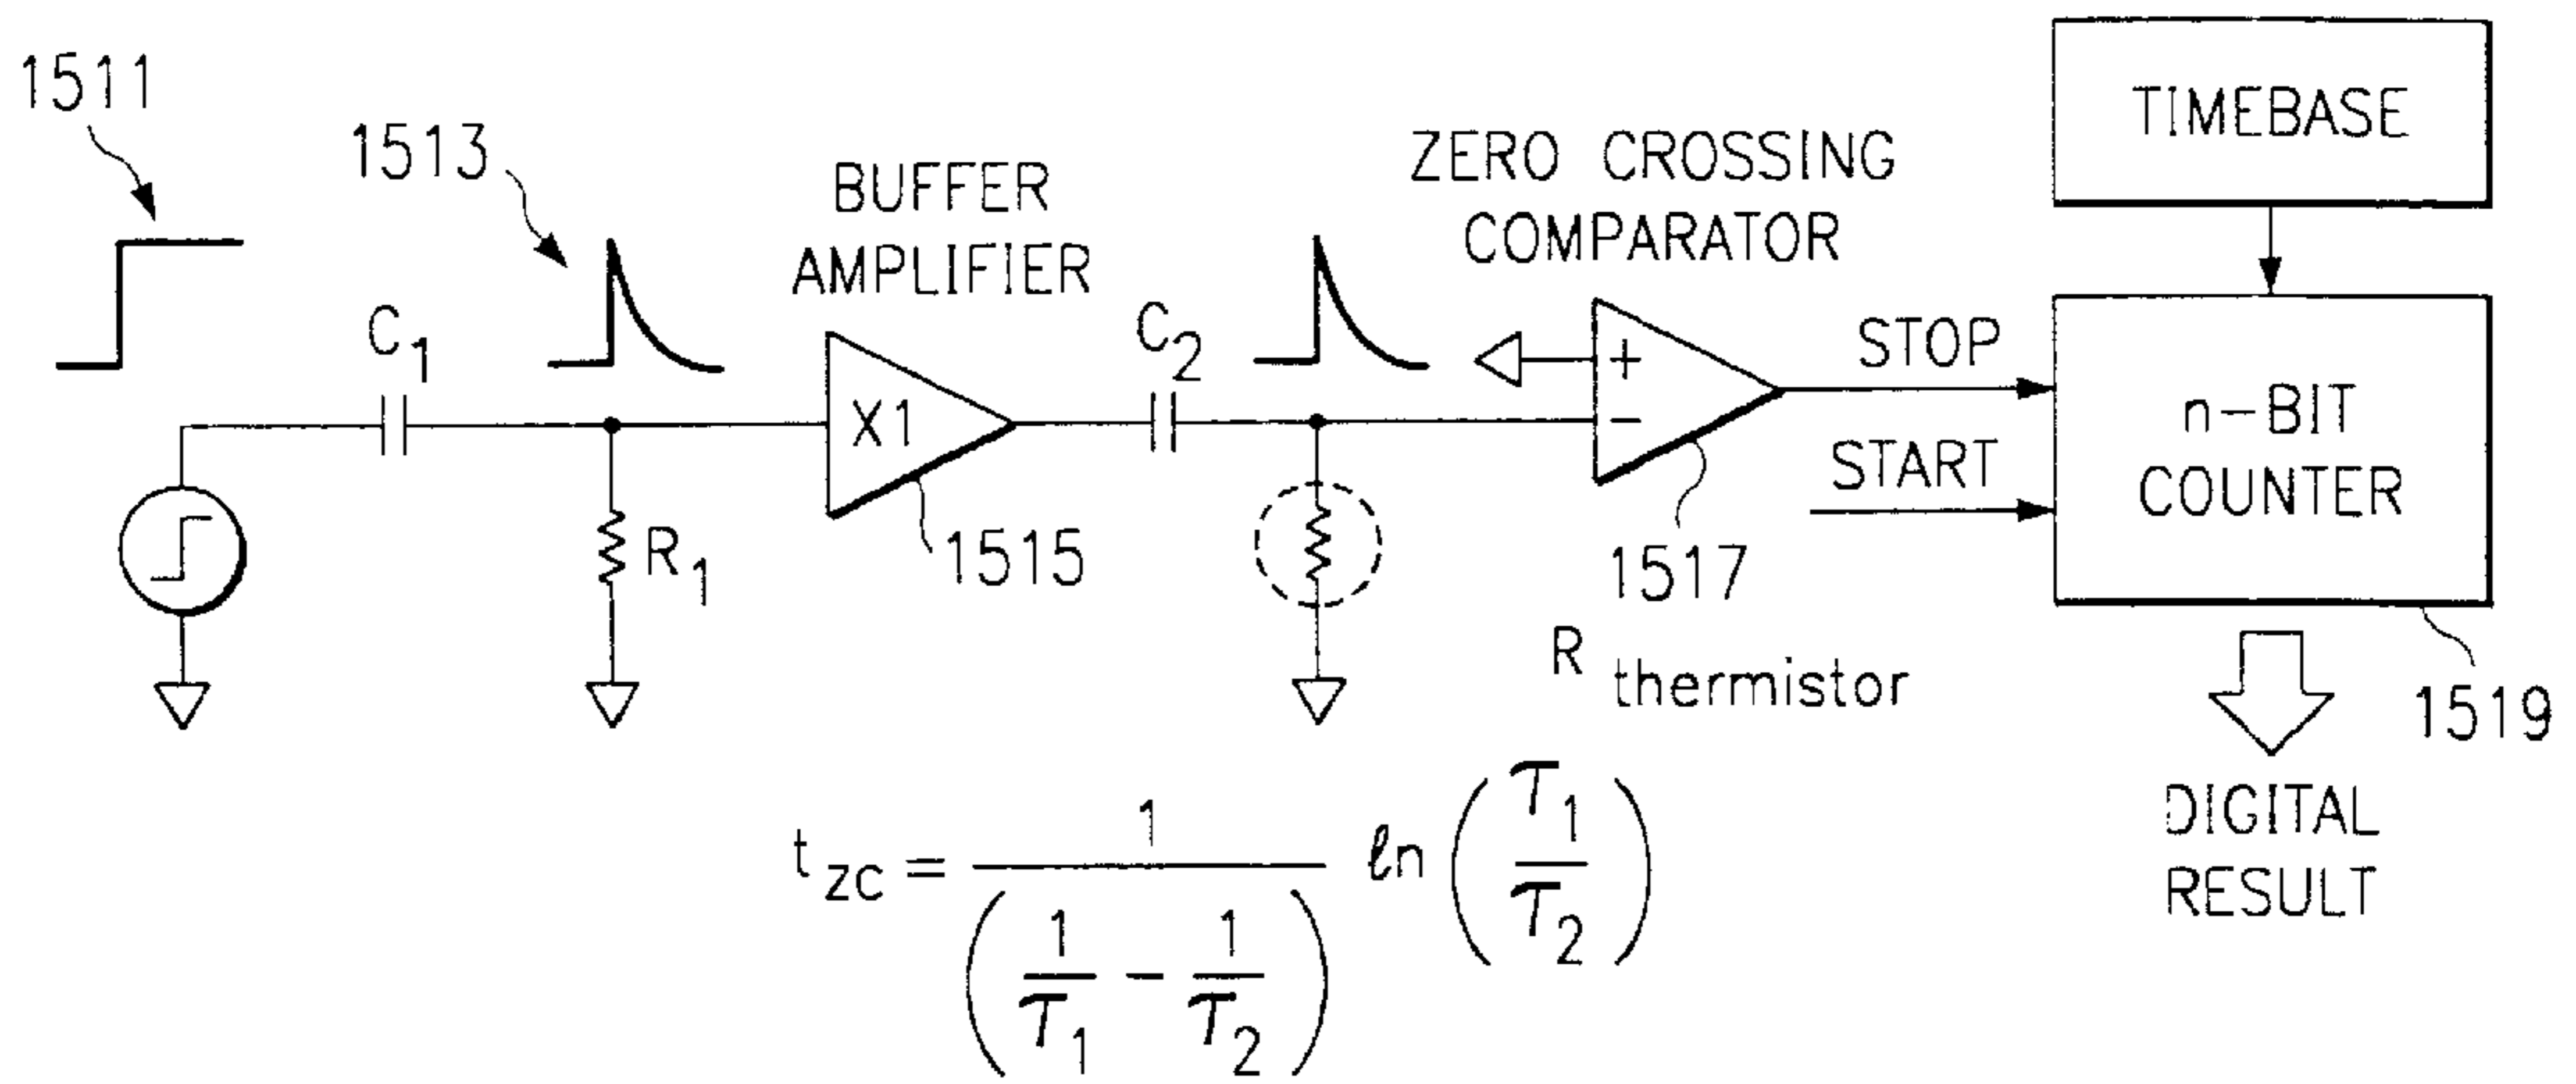 1511
1513
BUFFER
AMPLIFIER
ZERO CROSSING
COMPARATOR
TIMEBASE
C1
C2
X1
+
−
STOP
START
n-BIT
COUNTER
R1
1515
1517
R thermistor
1519
DIGITAL
RESULT
t_zc = 1 / (1/τ1 − 1/τ2) ℓn (τ1/τ2)